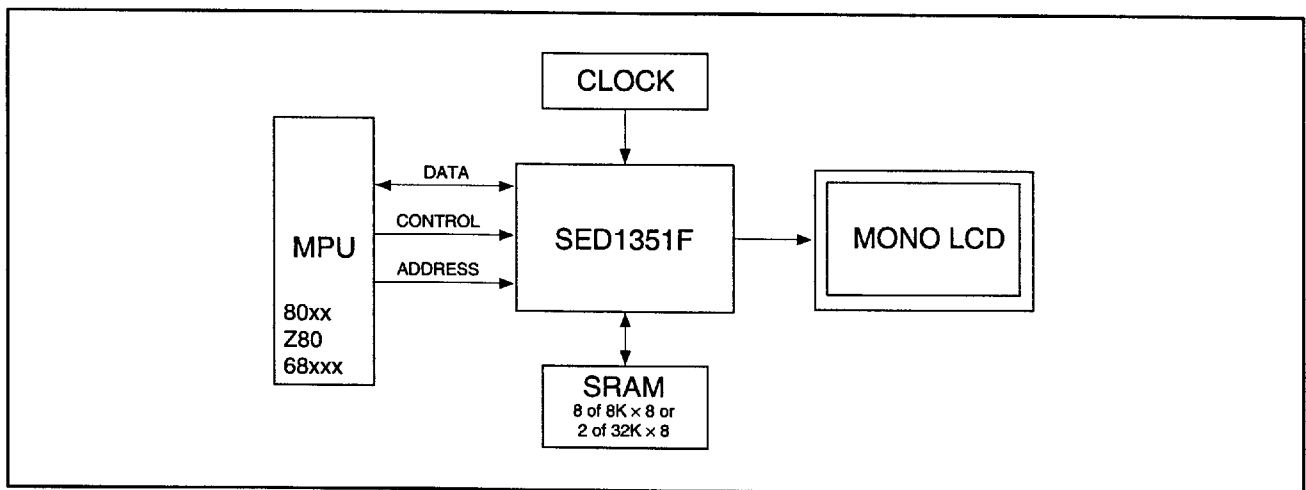 CLOCK
DATA
CONTROL
ADDRESS
MPU
80xx
Z80
68xxx
SED1351F
MONO LCD
SRAM
8 of 8K × 8 or
2 of 32K × 8